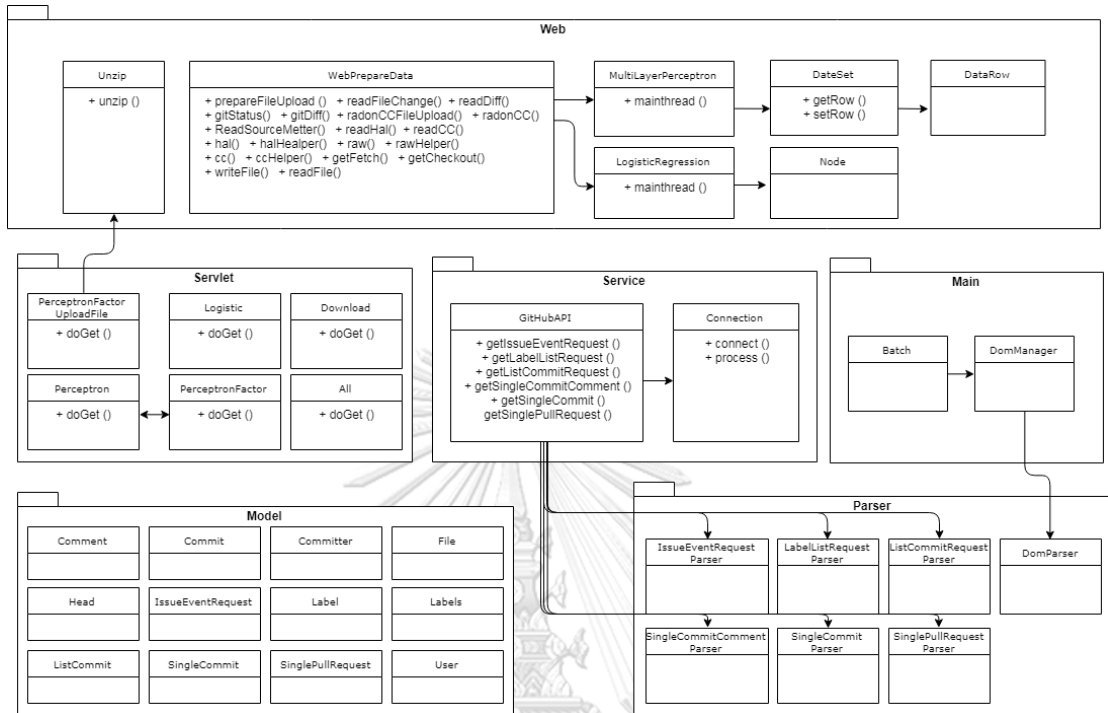 Web
Unzip
+ unzip ()
WebPrepareData
+ prepareFileUpload () + readFileChange() + readDiff()
+ gitStatus() + gitDiff() + radonCCFileUpload() + radonCC()
+ ReadSourceMetter() + readHal() + readCC()
+ hal() + halHealper() + raw() + rawHelper()
+ cc() + ccHelper() + getFetch() + getCheckout()
+ writeFile() + readFile()
MultiLayerPerceptron
+ mainthread ()
DateSet
+ getRow ()
+ setRow ()
DataRow
LogisticRegression
+ mainthread ()
Node
Servlet
PerceptronFactor
UploadFile
+ doGet ()
Logistic
+ doGet ()
Download
+ doGet ()
Perceptron
+ doGet ()
PerceptronFactor
+ doGet ()
All
+ doGet ()
Service
GitHubAPI
+ getIssueEventRequest ()
+ getLabelListRequest ()
+ getListCommitRequest ()
+ getSingleCommitComment ()
+ getSingleCommit ()
getSinglePullRequest ()
Connection
+ connect ()
+ process ()
Main
Batch
DomManager
Model
Comment
Commit
Committer
File
Head
IssueEventRequest
Label
Labels
ListCommit
SingleCommit
SinglePullRequest
User
Parser
IssueEventRequest
Parser
LabelListRequest
Parser
ListCommitRequest
Parser
DomParser
SingleCommitComment
Parser
SingleCommit
Parser
SinglePullRequest
Parser